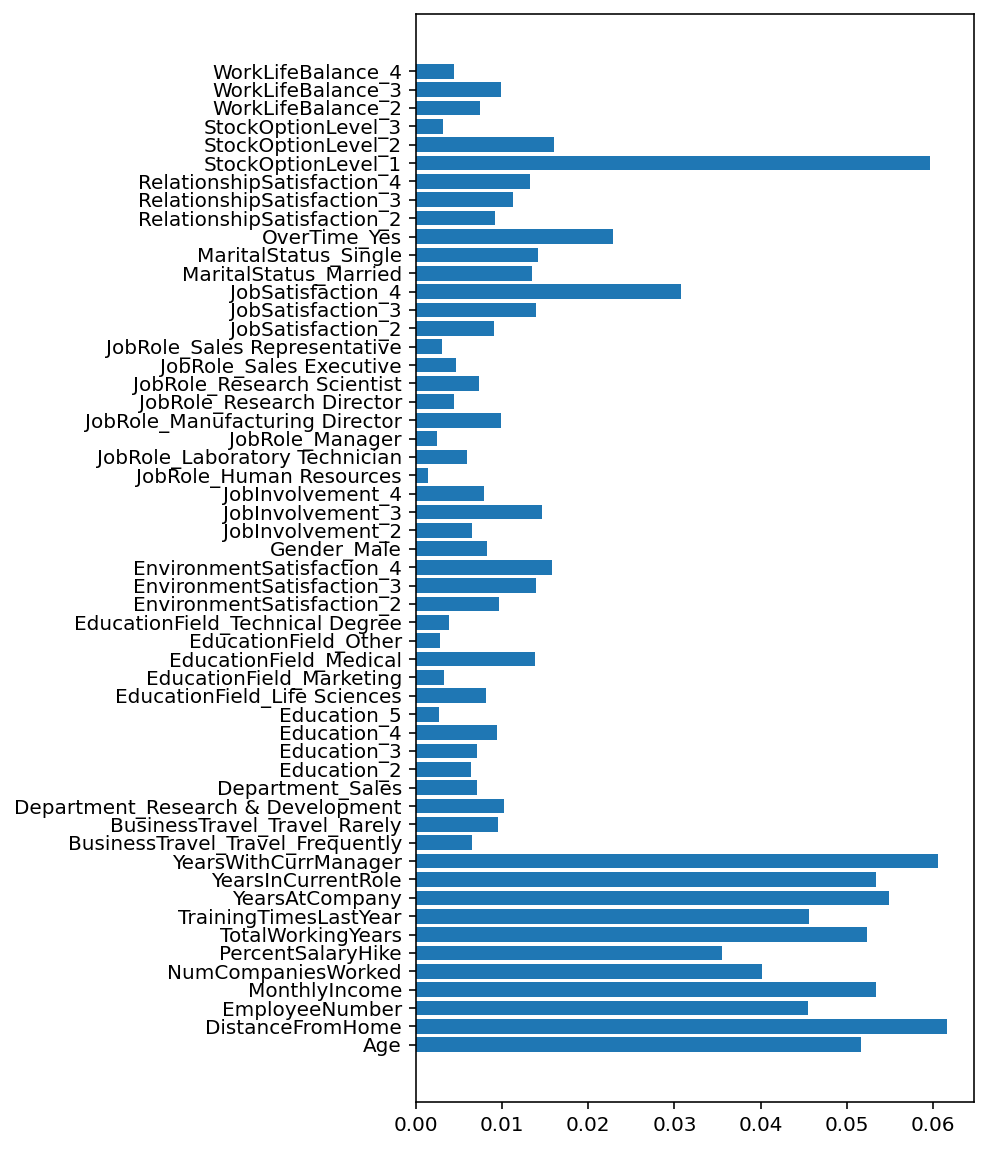 WorkLifeBalance_4
WorkLifeBalance_3
WorkLifeBalance_2
StockOptionLevel_3
StockOptionLevel_2
StockOptionLevel_1
RelationshipSatisfaction_4
RelationshipSatisfaction_3
RelationshipSatisfaction_2
OverTime_Yes
MaritalStatus_Single
MaritalStatus_Married
JobSatisfaction_4
JobSatisfaction_3
JobSatisfaction_2
JobRole_Sales Representative
JobRole_Sales Executive
JobRole_Research Scientist
JobRole_Research Director
JobRole_Manufacturing Director
JobRole_Manager
JobRole_Laboratory Technician
JobRole_Human Resources
JobInvolvement_4
JobInvolvement_3
JobInvolvement_2
Gender_Male
EnvironmentSatisfaction_4
EnvironmentSatisfaction_3
EnvironmentSatisfaction_2
EducationField_Technical Degree
EducationField_Other
EducationField_Medical
EducationField_Marketing
EducationField_Life Sciences
Education_5
Education_4
Education_3
Education_2
Department_Sales
Department_Research & Development
BusinessTravel_Travel_Rarely
BusinessTravel_Travel_Frequently
YearsWithCurrManager
YearsInCurrentRole
YearsAtCompany
TrainingTimesLastYear
TotalWorkingYears
PercentSalaryHike
NumCompaniesWorked
MonthlyIncome
EmployeeNumber
DistanceFromHome
Age
0.00 0.01 0.02 0.03 0.04 0.05 0.06